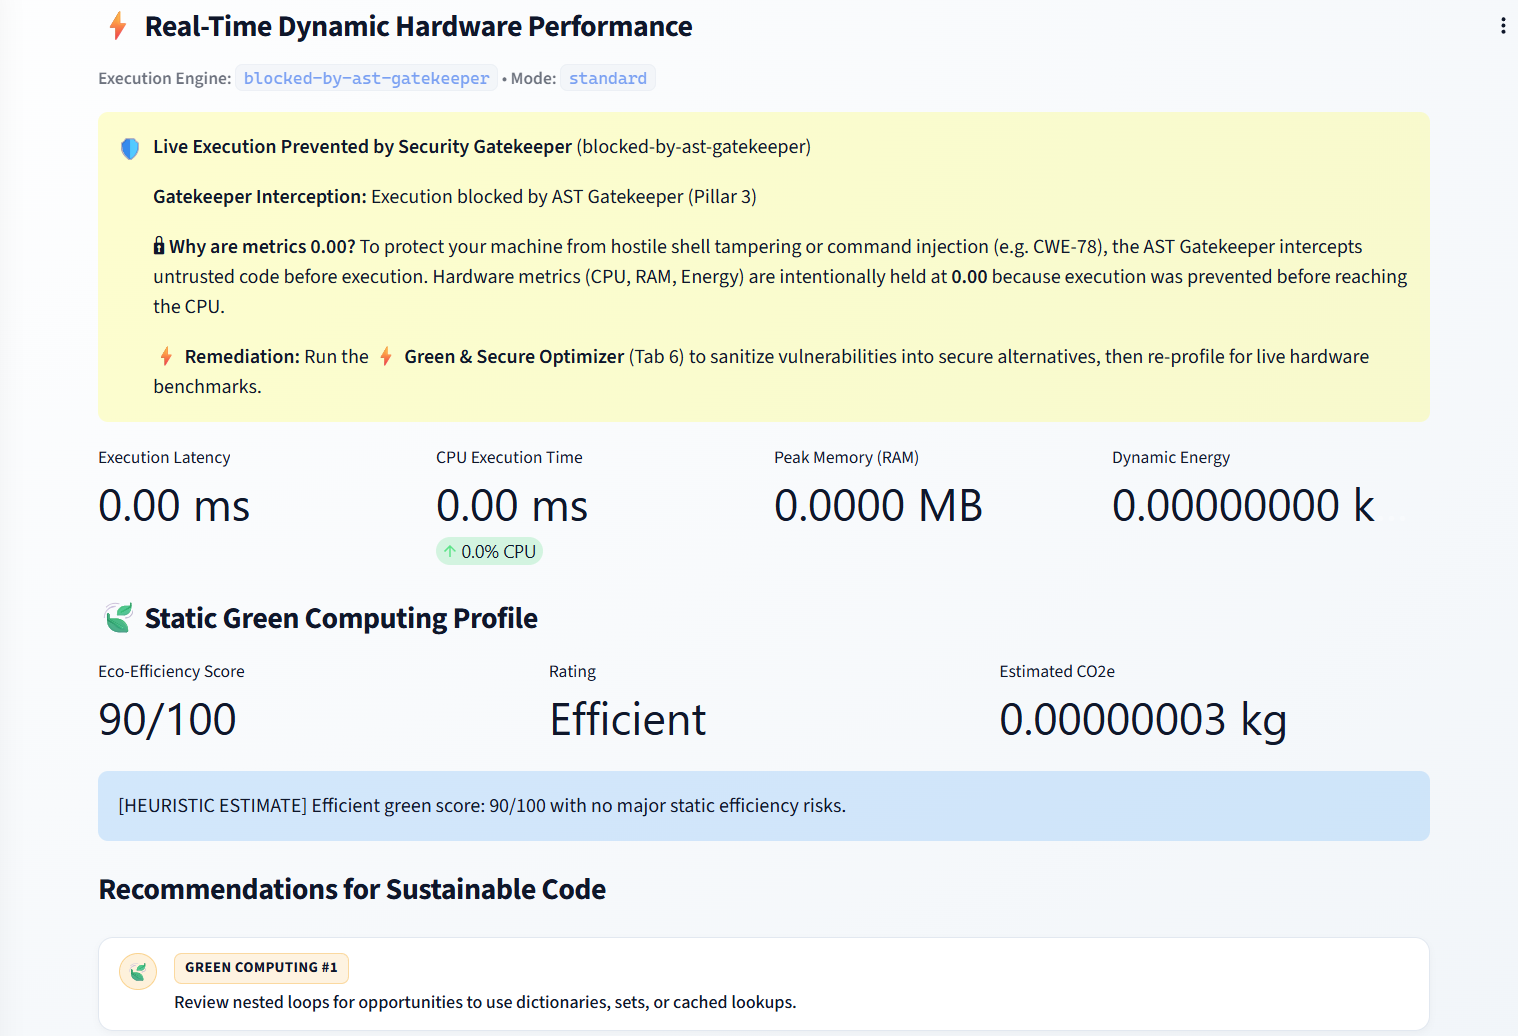 Real-Time Dynamic Hardware Performance
Execution Engine: blocked-by-ast-gatekeeper • Mode: standard
Live Execution Prevented by Security Gatekeeper (blocked-by-ast-gatekeeper)
Gatekeeper Interception: Execution blocked by AST Gatekeeper (Pillar 3)
Why are metrics 0.00? To protect your machine from hostile shell tampering or command injection (e.g. CWE-78), the AST Gatekeeper intercepts
untrusted code before execution. Hardware metrics (CPU, RAM, Energy) are intentionally held at 0.00 because execution was prevented before reaching
the CPU.
Remediation: Run the Green & Secure Optimizer (Tab 6) to sanitize vulnerabilities into secure alternatives, then re-profile for live hardware
benchmarks.
Execution Latency
0.00 ms
CPU Execution Time
0.00 ms
↑ 0.0% CPU
Peak Memory (RAM)
0.0000 MB
Dynamic Energy
0.00000000 k...
Static Green Computing Profile
Eco-Efficiency Score
90/100
Rating
Efficient
Estimated CO2e
0.00000003 kg
[HEURISTIC ESTIMATE] Efficient green score: 90/100 with no major static efficiency risks.
Recommendations for Sustainable Code
GREEN COMPUTING #1
Review nested loops for opportunities to use dictionaries, sets, or cached lookups.